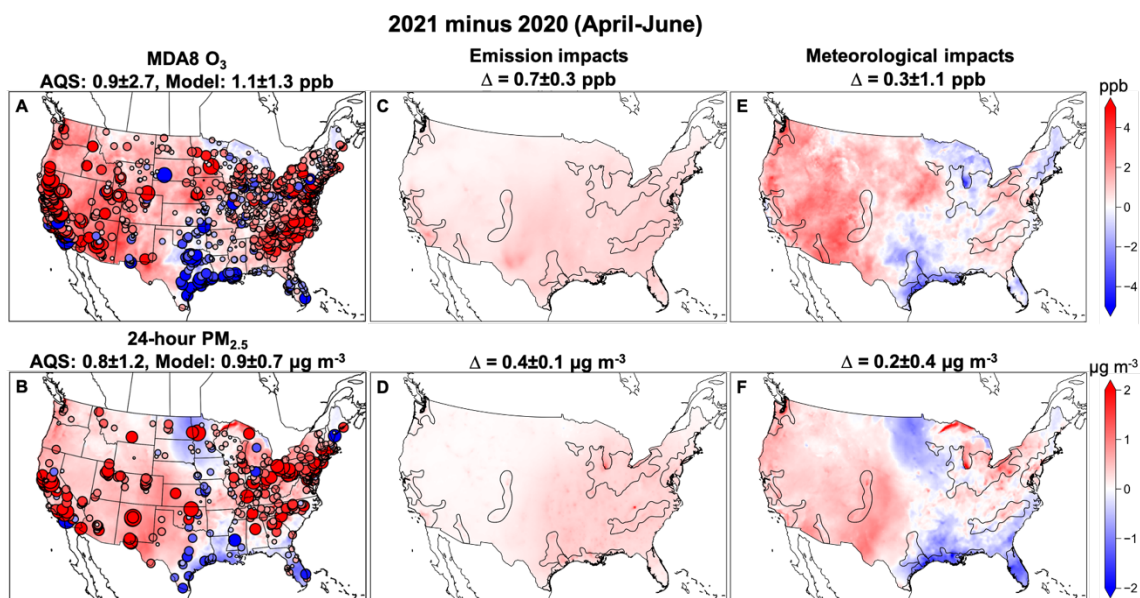 2021 minus 2020 (April-June)
MDA8 O₃
AQS: 0.9±2.7, Model: 1.1±1.3 ppb
Emission impacts
Δ = 0.7±0.3 ppb
Meteorological impacts
Δ = 0.3±1.1 ppb
ppb
A
C
E
4
2
0
−2
−4
24-hour PM₂.₅
AQS: 0.8±1.2, Model: 0.9±0.7 μg m⁻³
Δ = 0.4±0.1 μg m⁻³
Δ = 0.2±0.4 μg m⁻³
μg m⁻³
B
D
F
2
1
0
−1
−2